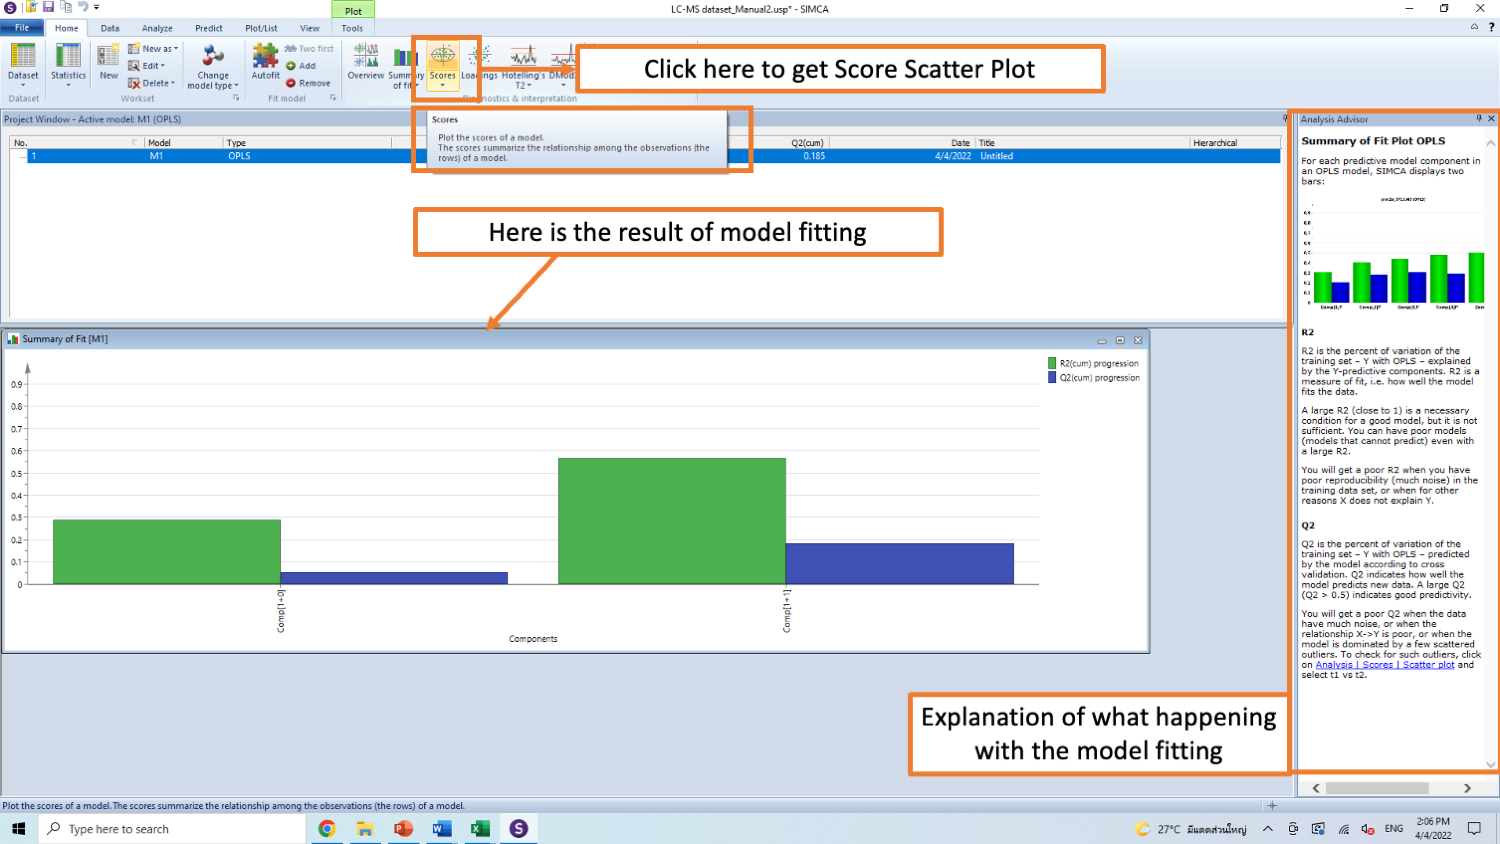 LC-MS dataset_Manual2.usp* - SIMCA
Plot
File Home Data Analyze Predict Plot/List View Tools
Dataset
Statistics
New
New as
Edit
Delete
Change
model type
Autofit
Two first
Add
Remove
Overview
Summary
of fit
Scores
Loadings
Hotelling's
T2
DModX
Dataset
Workset
Fit model
Diagnostics & interpretation
Click here to get Score Scatter Plot
Project Window - Active model: M1 (OPLS)
No. Model Type Q2(cum) Date Title Hierarchical
1 M1 OPLS 0.185 4/4/2022 Untitled
Scores
Plot the scores of a model.
The scores summarize the relationship among the observations (the
rows) of a model.
Here is the result of model fitting
Summary of Fit [M1]
R2(cum) progression
Q2(cum) progression
0.9
0.8
0.7
0.6
0.5
0.4
0.3
0.2
0.1
0
Comp[1+0]
Comp[1+1]
Components
Analysis Advisor
Summary of Fit Plot OPLS
For each predictive model component in
an OPLS model, SIMCA displays two
bars:
R2
R2 is the percent of variation of the
training set – Y with OPLS – explained
by the Y-predictive components. R2 is a
measure of fit, i.e. how well the model
fits the data.
A large R2 (close to 1) is a necessary
condition for a good model, but it is not
sufficient. You can have poor models
(models that cannot predict) even with
a large R2.
You will get a poor R2 when you have
poor reproducibility (much noise) in the
training data set, or when for other
reasons X does not explain Y.
Q2
Q2 is the percent of variation of the
training set – Y with OPLS – predicted
by the model according to cross
validation. Q2 indicates how well the
model predicts new data. A large Q2
(Q2 > 0.5) indicates good predictivity.
You will get a poor Q2 when the data
have much noise, or when the
relationship X->Y is poor, or when the
model is dominated by a few scattered
outliers. To check for such outliers, click
on Analysis | Scores | Scatter plot and
select t1 vs t2.
Explanation of what happening
with the model fitting
Plot the scores of a model. The scores summarize the relationship among the observations (the rows) of a model.
Type here to search
27°C มีแดดส่วนใหญ่
ENG
2:06 PM
4/4/2022